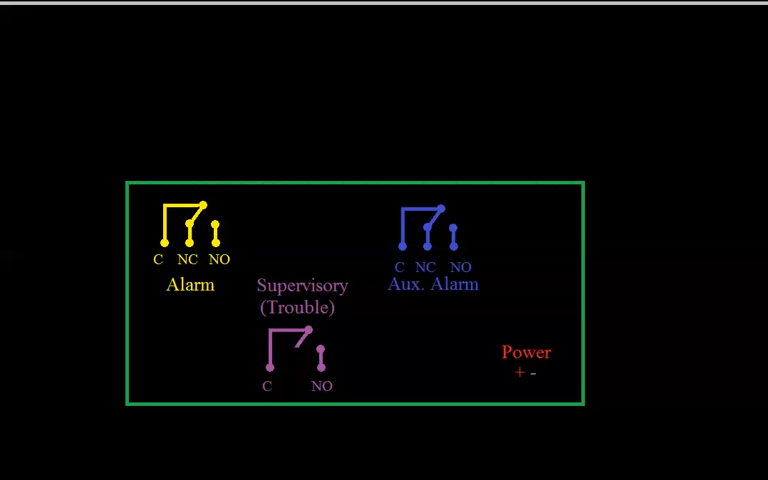 C NC NO
Alarm
C NC NO
Aux. Alarm
Supervisory
(Trouble)
C NO
Power
+ -